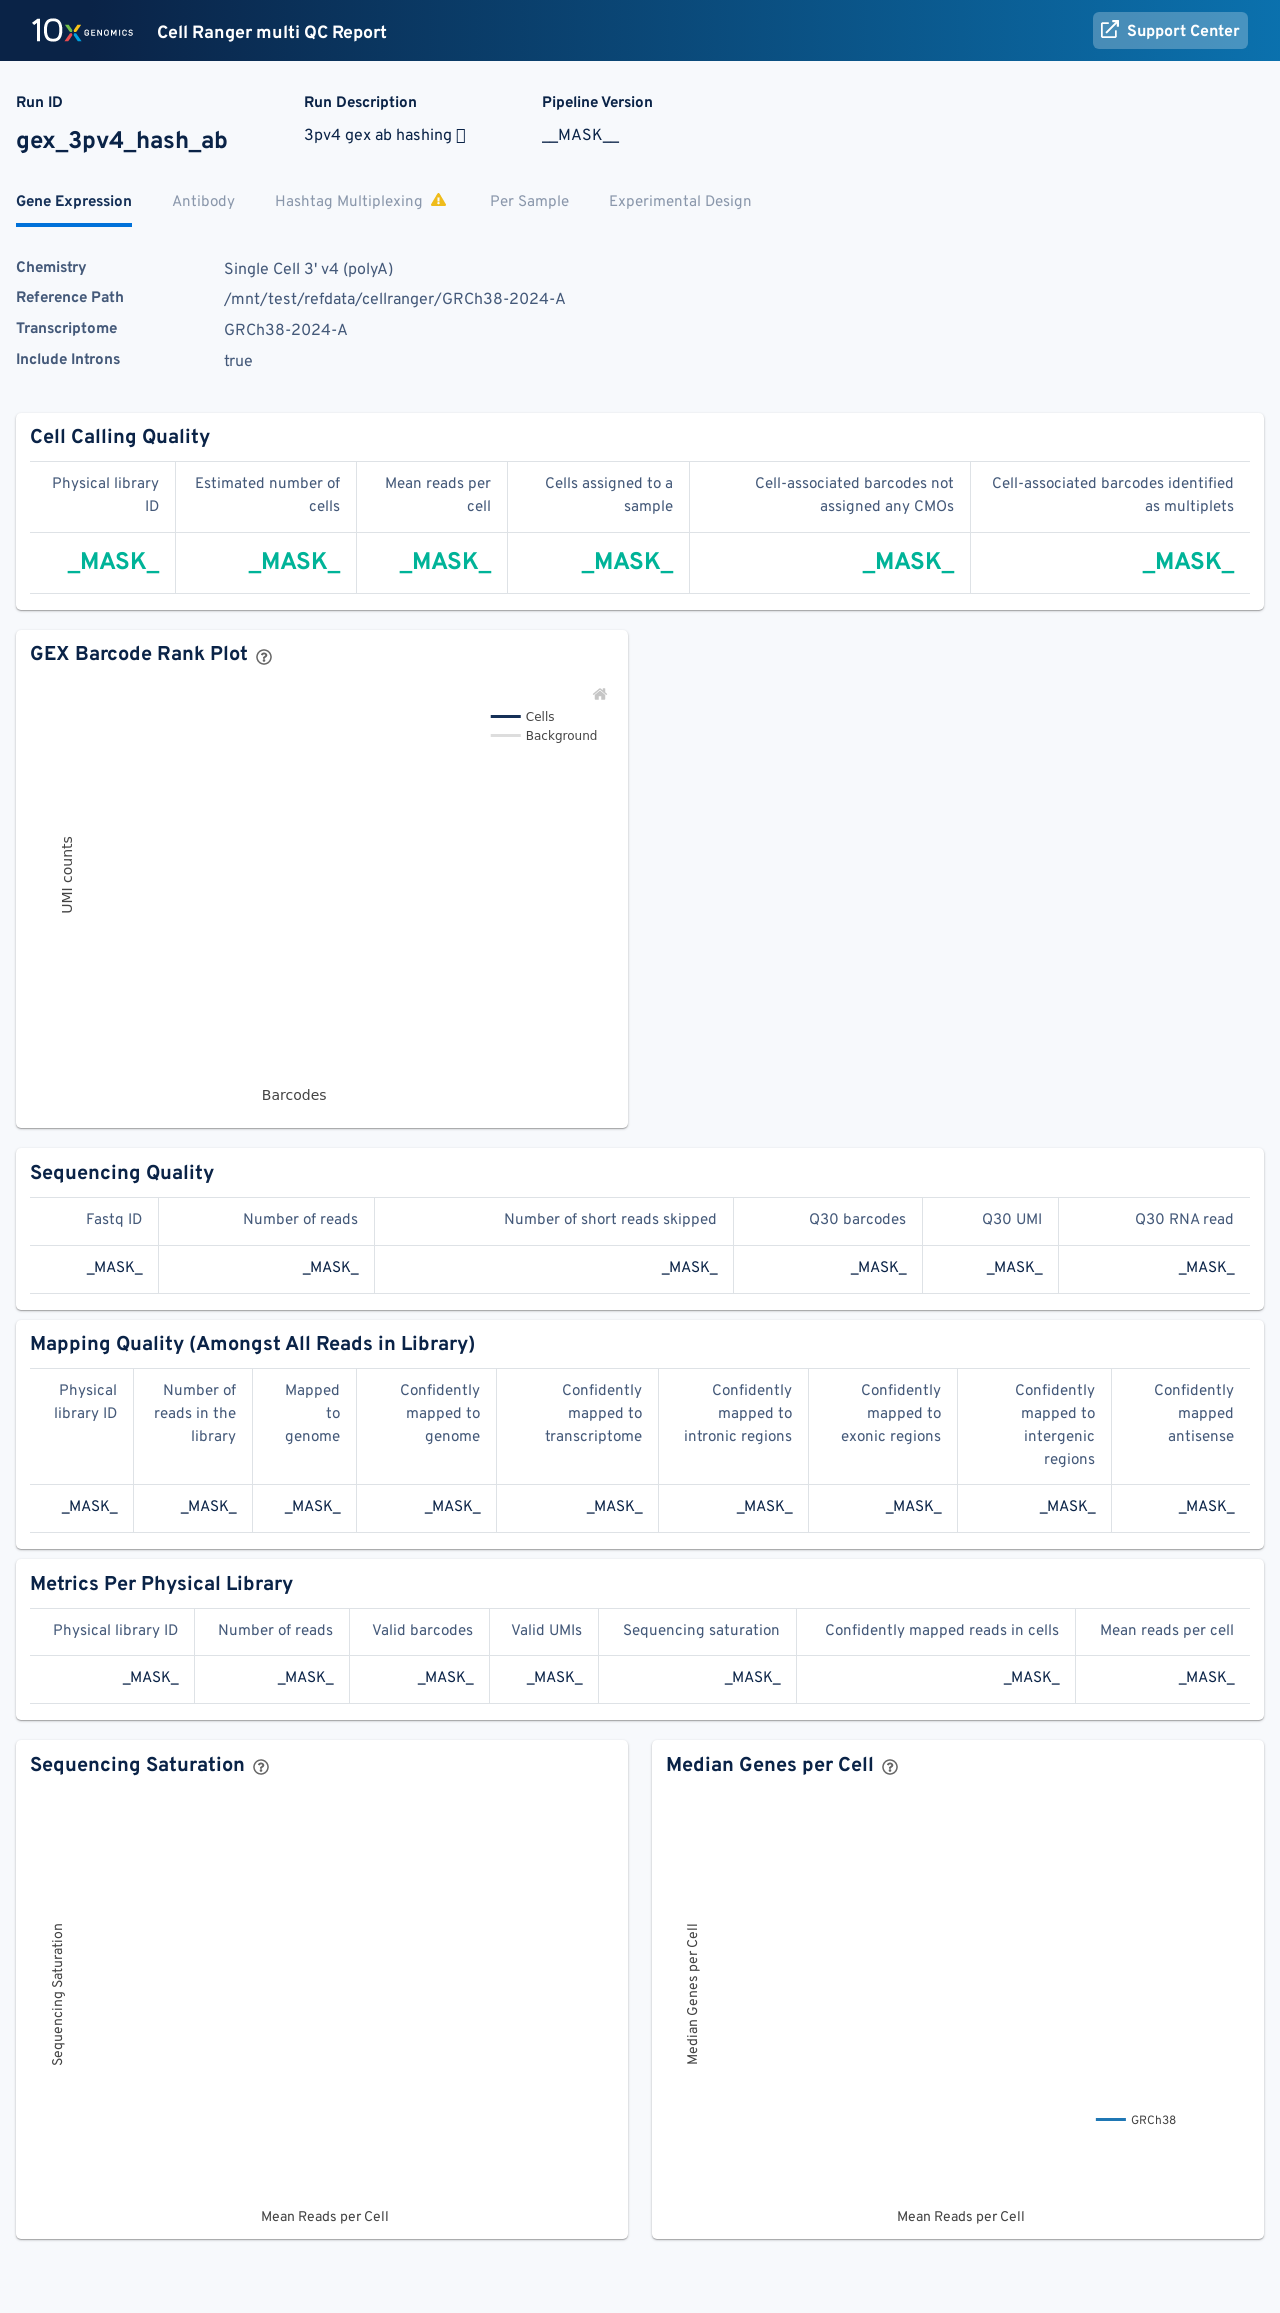 10x GENOMICS Cell Ranger multi QC Report Support Center
Run ID Run Description Pipeline Version
gex_3pv4_hash_ab 3pv4 gex ab hashing __MASK__
Gene Expression Antibody Hashtag Multiplexing Per Sample Experimental Design
Chemistry Single Cell 3' v4 (polyA)
Reference Path /mnt/test/refdata/cellranger/GRCh38-2024-A
Transcriptome GRCh38-2024-A
Include Introns true
Cell Calling Quality
Physical library Estimated number of Mean reads per Cells assigned to a Cell-associated barcodes not Cell-associated barcodes identified
ID cells cell sample assigned any CMOs as multiplets
_MASK_ _MASK_ _MASK_ _MASK_ _MASK_ _MASK_
GEX Barcode Rank Plot
Cells
Background
UMI counts
Barcodes
Sequencing Quality
Fastq ID Number of reads Number of short reads skipped Q30 barcodes Q30 UMI Q30 RNA read
_MASK_ _MASK_ _MASK_ _MASK_ _MASK_ _MASK_
Mapping Quality (Amongst All Reads in Library)
Physical Number of Mapped Confidently Confidently Confidently Confidently Confidently Confidently
library ID reads in the to mapped to mapped to mapped to mapped to mapped to mapped
library genome genome transcriptome intronic regions exonic regions intergenic antisense
regions
_MASK_ _MASK_ _MASK_ _MASK_ _MASK_ _MASK_ _MASK_ _MASK_ _MASK_
Metrics Per Physical Library
Physical library ID Number of reads Valid barcodes Valid UMIs Sequencing saturation Confidently mapped reads in cells Mean reads per cell
_MASK_ _MASK_ _MASK_ _MASK_ _MASK_ _MASK_ _MASK_
Sequencing Saturation Median Genes per Cell
Sequencing Saturation
Median Genes per Cell
GRCh38
Mean Reads per Cell Mean Reads per Cell